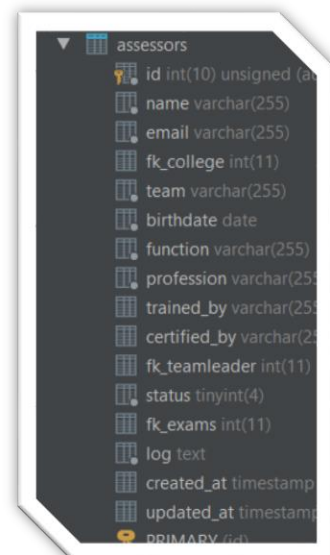 assessors
id int(10) unsigned
name varchar(255)
email varchar(255)
fk_college int(11)
team varchar(255)
birthdate date
function varchar(255)
profession varchar(255
trained_by varchar(255
certified_by varchar(25
fk_teamleader int(11)
status tinyint(4)
fk_exams int(11)
log text
created_at timestamp
updated_at timestamp
PRIMARY (id)